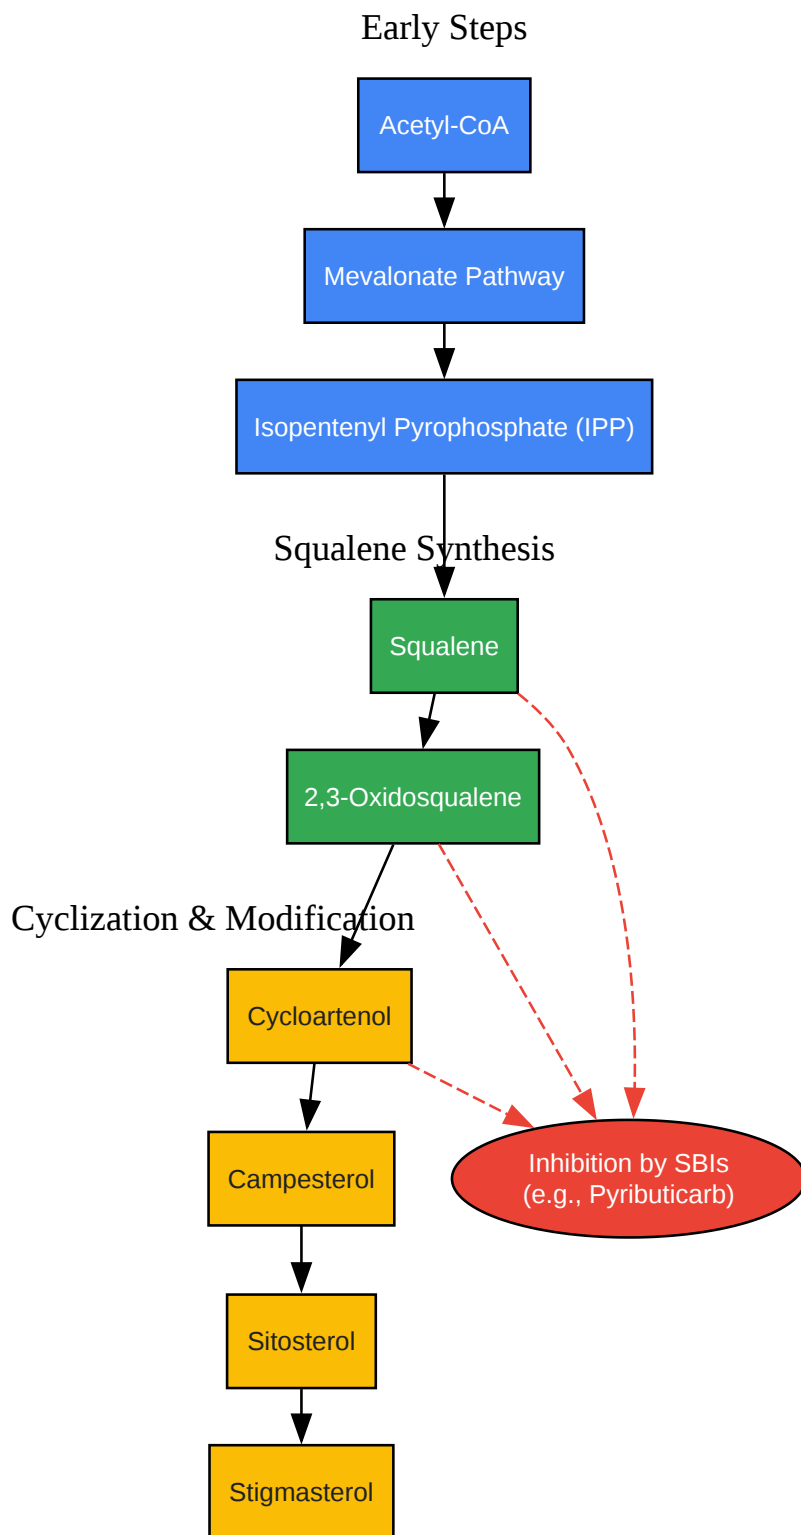 Early Steps
Acetyl-CoA
Mevalonate Pathway
Isopentenyl Pyrophosphate (IPP)
Squalene Synthesis
Squalene
2,3-Oxidosqualene
Cyclization & Modification
Cycloartenol
Campesterol
Inhibition by SBIs
(e.g., Pyributicarb)
Sitosterol
Stigmasterol